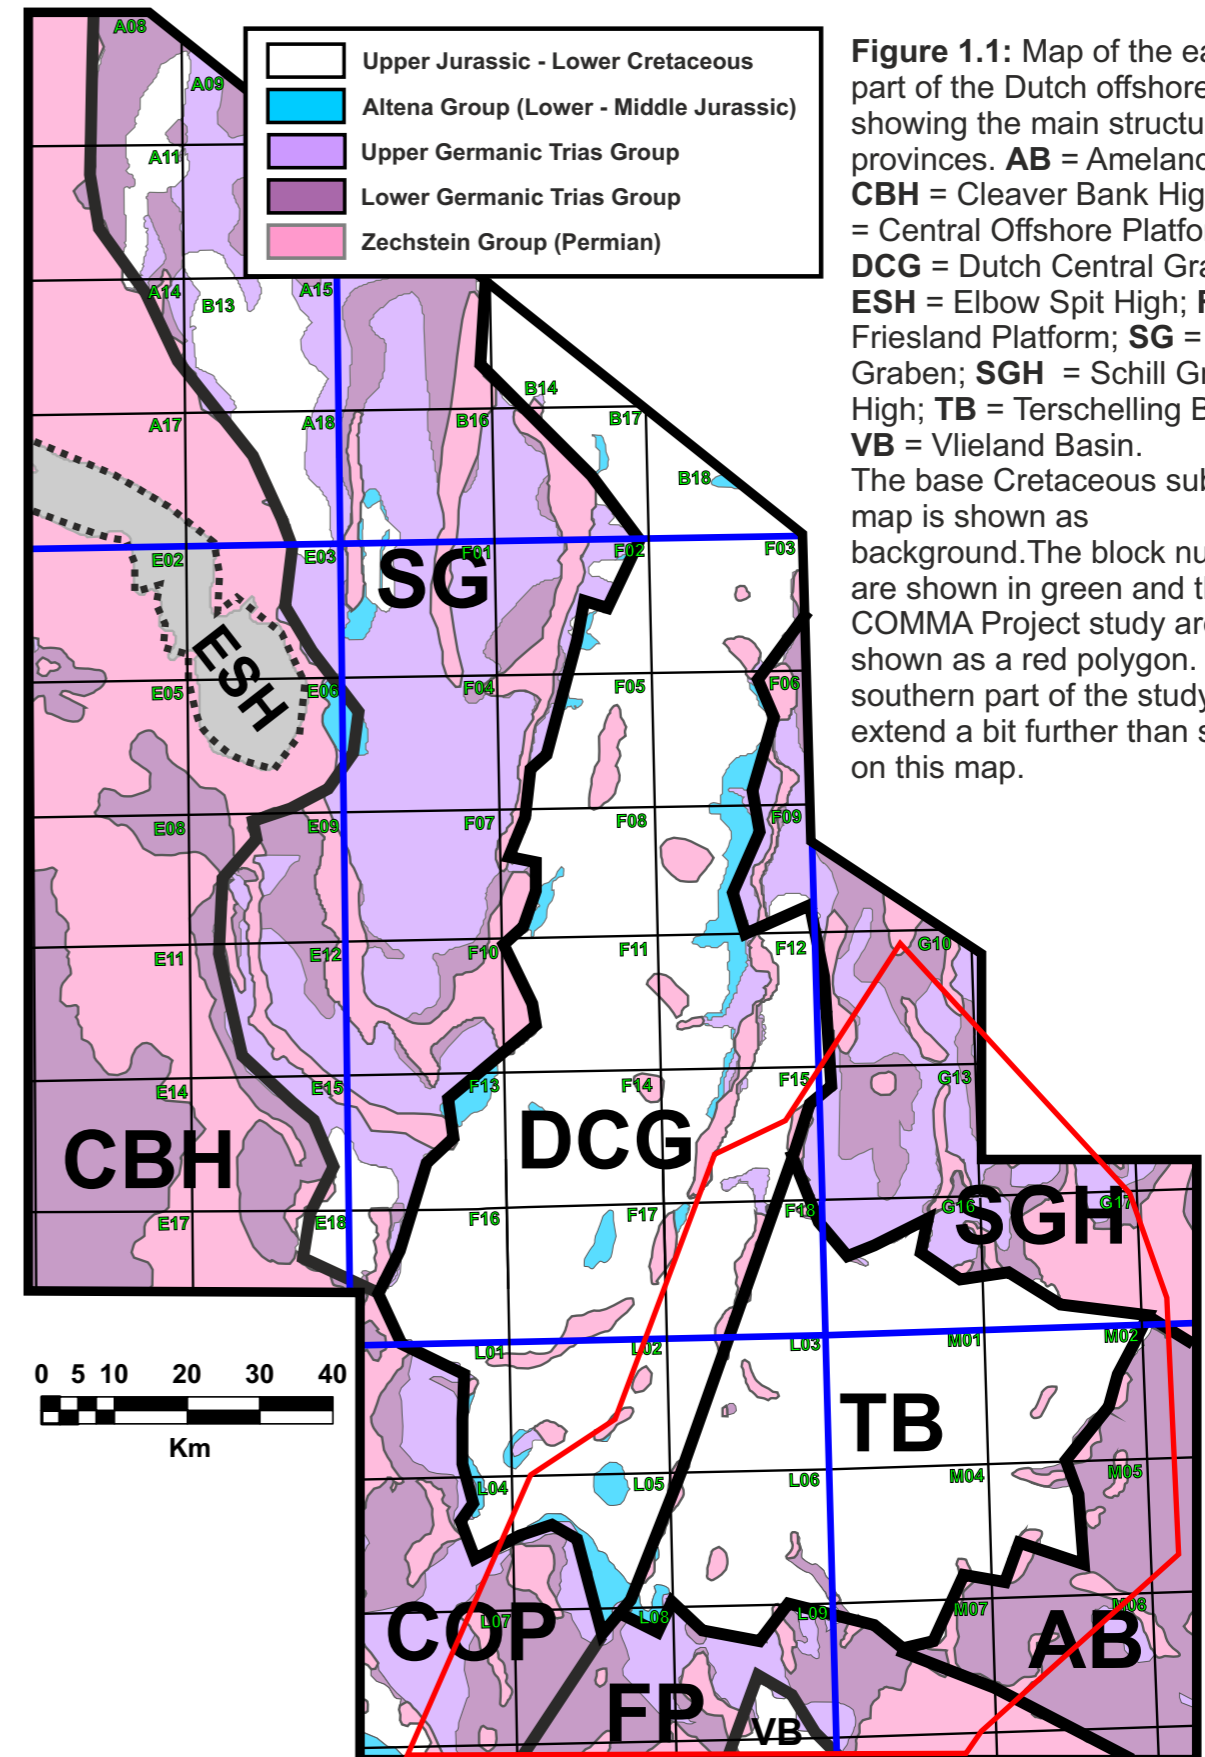 Upper Jurassic - Lower Cretaceous
Altena Group (Lower - Middle Jurassic)
Upper Germanic Trias Group
Lower Germanic Trias Group
Zechstein Group (Permian)
Figure 1.1: Map of the ea
part of the Dutch offshore
showing the main structu
provinces. AB = Ameland
CBH = Cleaver Bank Hig
= Central Offshore Platfor
DCG = Dutch Central Gra
ESH = Elbow Spit High; F
Friesland Platform; SG =
Graben; SGH = Schill Gr
High; TB = Terschelling B
VB = Vlieland Basin.
The base Cretaceous sub
map is shown as
background.The block nu
are shown in green and th
COMMA Project study are
shown as a red polygon.
southern part of the study
extend a bit further than s
on this map.
A08
A09
A11
A14
B13
A15
A17
A18
B16
B14
B17
B18
E02
E03
F01
F02
F03
SG
ESH
E05
E06
F04
F05
F06
E08
E09
F07
F08
F09
E11
E12
F10
F11
F12
G10
E14
E15
F13
F14
F15
G13
CBH
DCG
SGH
E17
E18
F16
F17
F18
G16
G17
L01
L02
L03
M01
M02
0 5 10 20 30 40
Km
TB
L04
L05
L06
M04
M05
COP
L07
L08
L09
M07
M08
AB
FP
VB